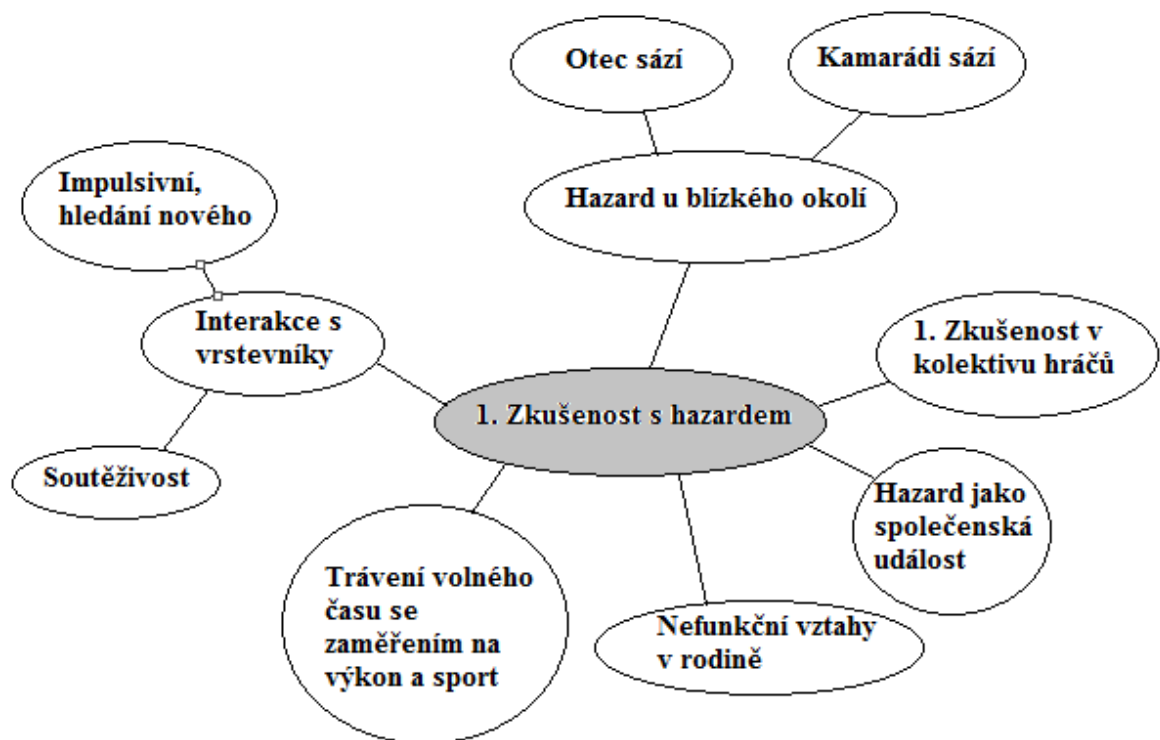 Otec sází
Kamarádi sází
Impulsivní,
hledání nového
Hazard u blízkého okolí
Interakce s
vrstevníky
1. Zkušenost v
kolektivu hráčů
1. Zkušenost s hazardem
Soutěživost
Hazard jako
společenská
událost
Trávení volného
času se
zaměřením na
výkon a sport
Nefunkční vztahy
v rodině